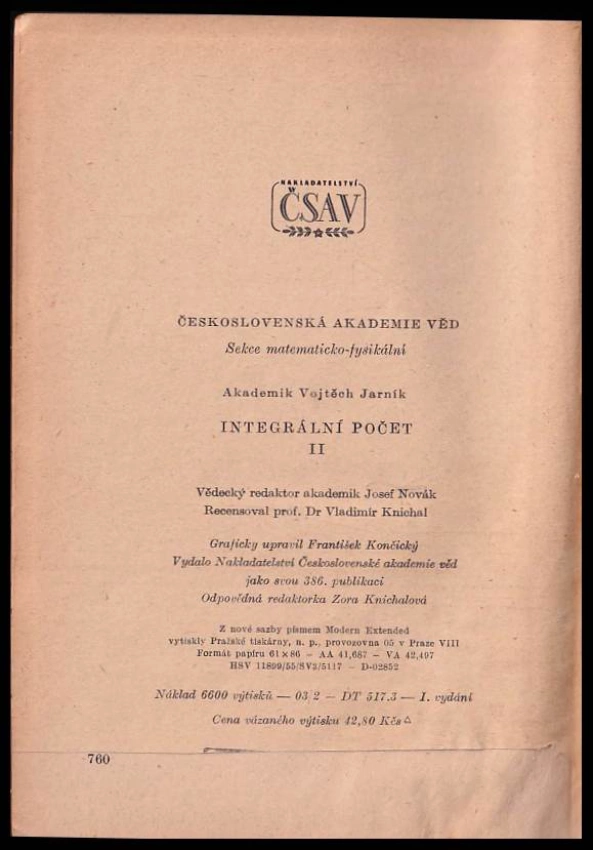 NAKLADATELSTVÍ
ČSAV
ČESKOSLOVENSKÁ AKADEMIE VĚD
Sekce matematicko-fysikální
Akademik Vojtěch Jarník
INTEGRÁLNÍ POČET
II
Vědecký redaktor akademik Josef Novák
Recensoval prof. Dr Vladimír Knichal
Graficky upravil František Končický
Vydalo Nakladatelství Československé akademie věd
jako svou 386. publikaci
Odpovědná redaktorka Zora Knichalová
Z nové sazby písmem Modern Extended
vytiskly Pražské tiskárny, n. p., provozovna 05 v Praze VIII
Formát papíru 61 × 86 – AA 41,687 – VA 42,497
HSV 11899/55/SV3/5117 – D-02852
Náklad 6600 výtisků — 03/2 – DT 517.3 — I. vydání
Cena vázaného výtisku 42,80 Kčs △
760